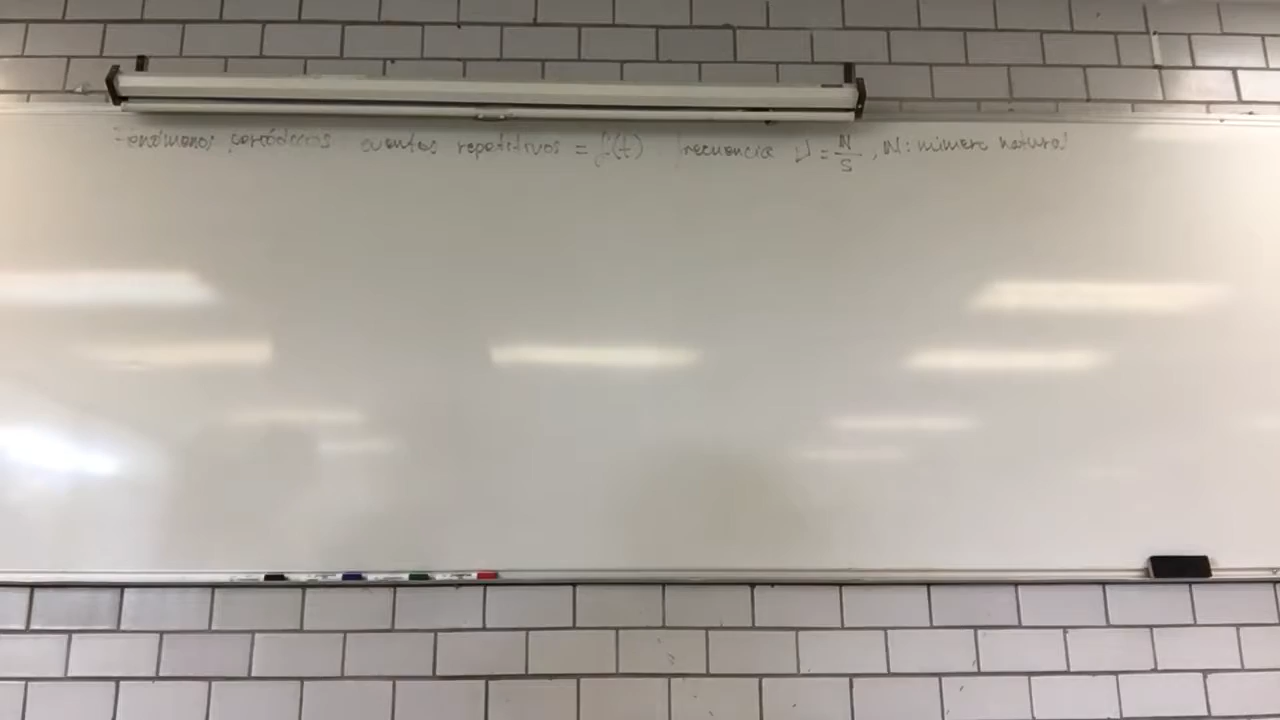 Fenómenos periódicos eventos repetitivos = f(t) frecuencia ν = N/S , N: número natural